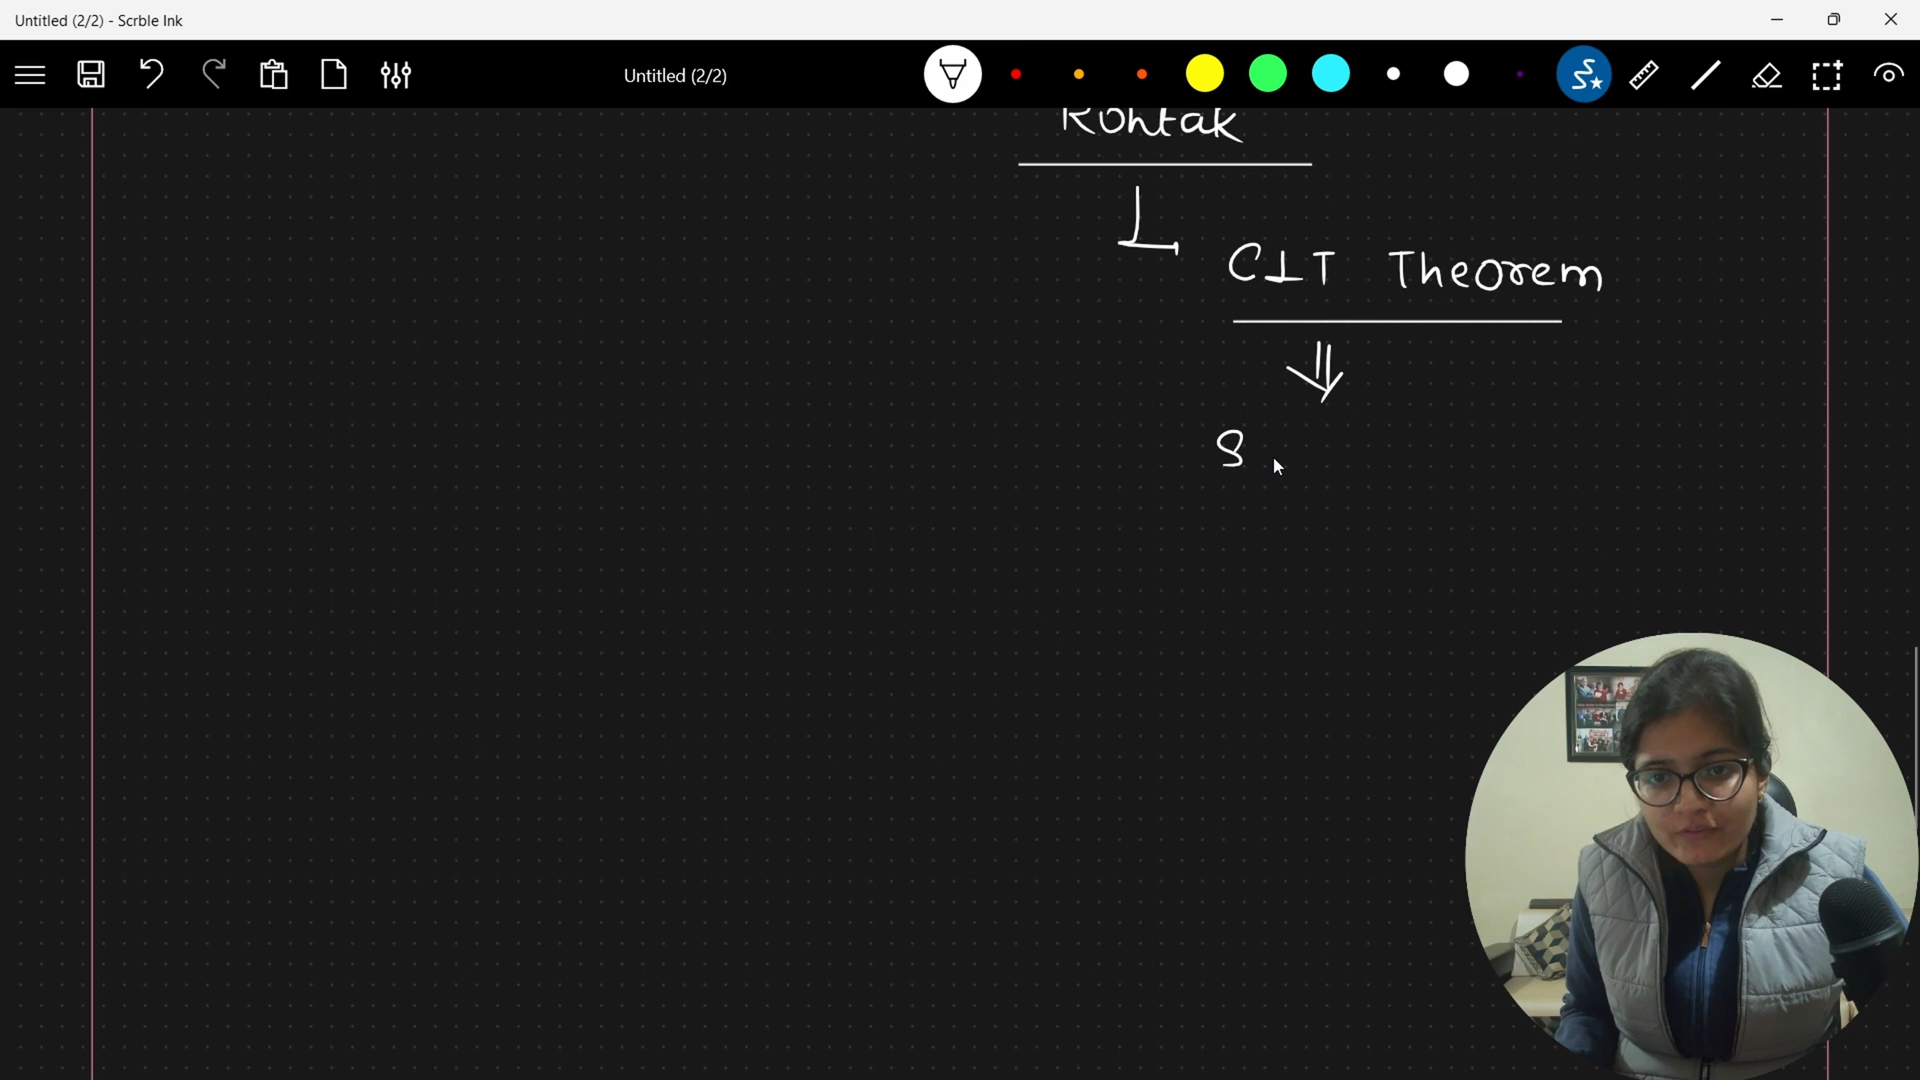 Untitled (2/2) - Scrble Ink
Untitled (2/2)
Rohtak
CLT Theorem
S